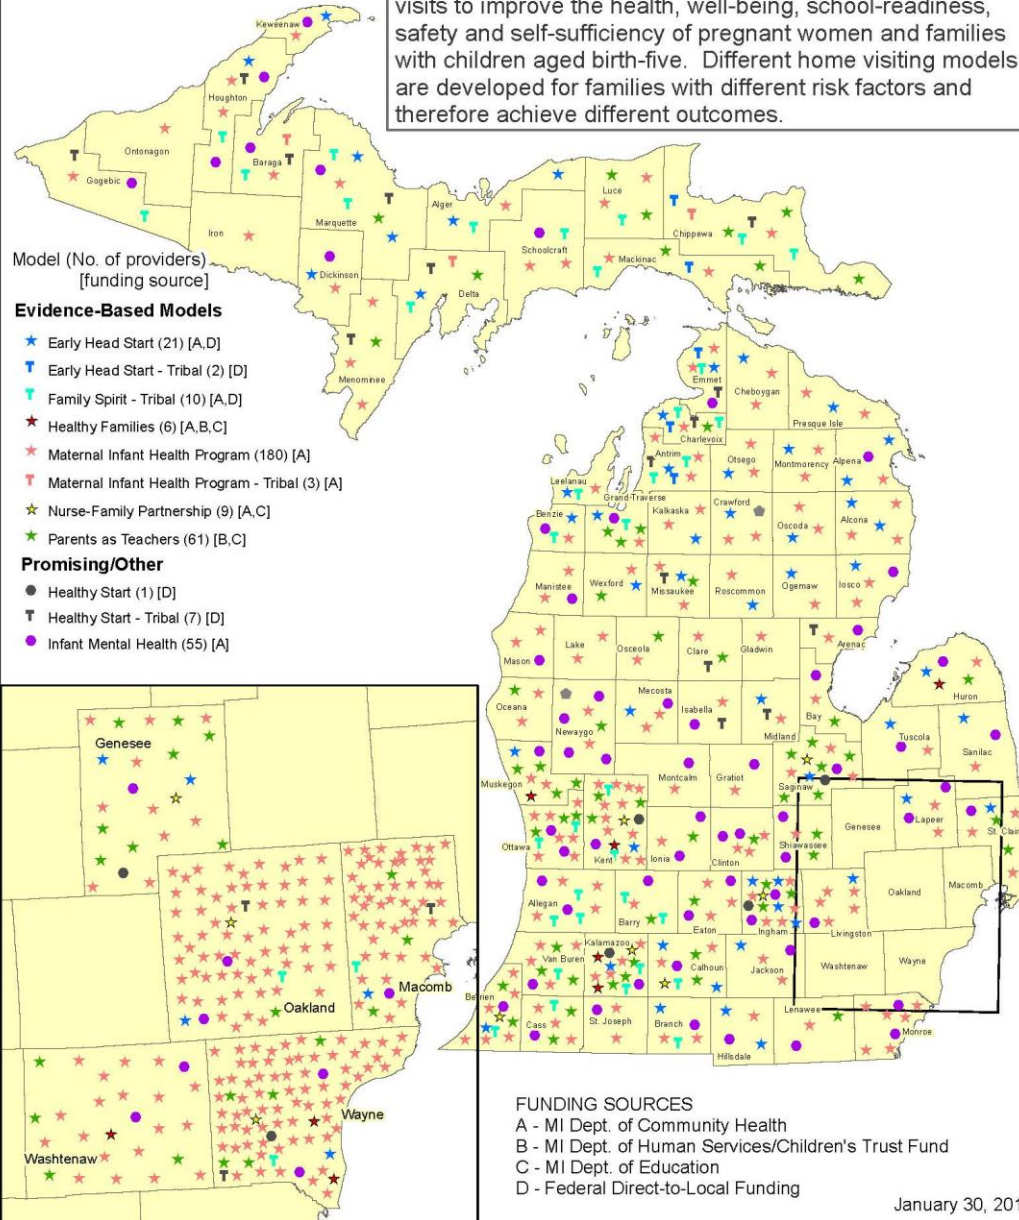 visits to improve the health, well-being, school-readiness,
safety and self-sufficiency of pregnant women and families
with children aged birth-five.  Different home visiting models
are developed for families with different risk factors and
therefore achieve different outcomes.
Keweenaw
Houghton
Ontonagon
Baraga
Gogebic
Marquette
Iron
Dickinson
Alger
Luce
Schoolcraft
Chippewa
Mackinac
Delta
Menominee
Model (No. of providers)
[funding source]
Evidence-Based Models
Early Head Start (21) [A,D]
Early Head Start - Tribal (2) [D]
Family Spirit - Tribal (10) [A,D]
Healthy Families (6) [A,B,C]
Maternal Infant Health Program (180) [A]
Maternal Infant Health Program - Tribal (3) [A]
Nurse-Family Partnership (9) [A,C]
Parents as Teachers (61) [B,C]
Promising/Other
Healthy Start (1) [D]
Healthy Start - Tribal (7) [D]
Infant Mental Health (55) [A]
Emmet
Cheboygan
Presque Isle
Charlevoix
Antrim
Otsego
Montmorency
Alpena
Leelanau
Grand Traverse
Benzie
Kalkaska
Crawford
Oscoda
Alcona
Manistee
Wexford
Missaukee
Roscommon
Ogemaw
Iosco
Mason
Lake
Osceola
Clare
Gladwin
Arenac
Oceana
Newaygo
Mecosta
Isabella
Midland
Bay
Huron
Tuscola
Sanilac
Muskegon
Montcalm
Gratiot
Saginaw
Genesee
Lapeer
St. Clair
Ottawa
Kent
Ionia
Clinton
Shiawassee
Oakland
Macomb
Allegan
Barry
Eaton
Ingham
Livingston
Van Buren
Kalamazoo
Calhoun
Jackson
Washtenaw
Wayne
Berrien
Cass
St. Joseph
Branch
Hillsdale
Lenawee
Monroe
Genesee
Oakland
Macomb
Washtenaw
Wayne
FUNDING SOURCES
A - MI Dept. of Community Health
B - MI Dept. of Human Services/Children's Trust Fund
C - MI Dept. of Education
D - Federal Direct-to-Local Funding
January 30, 201